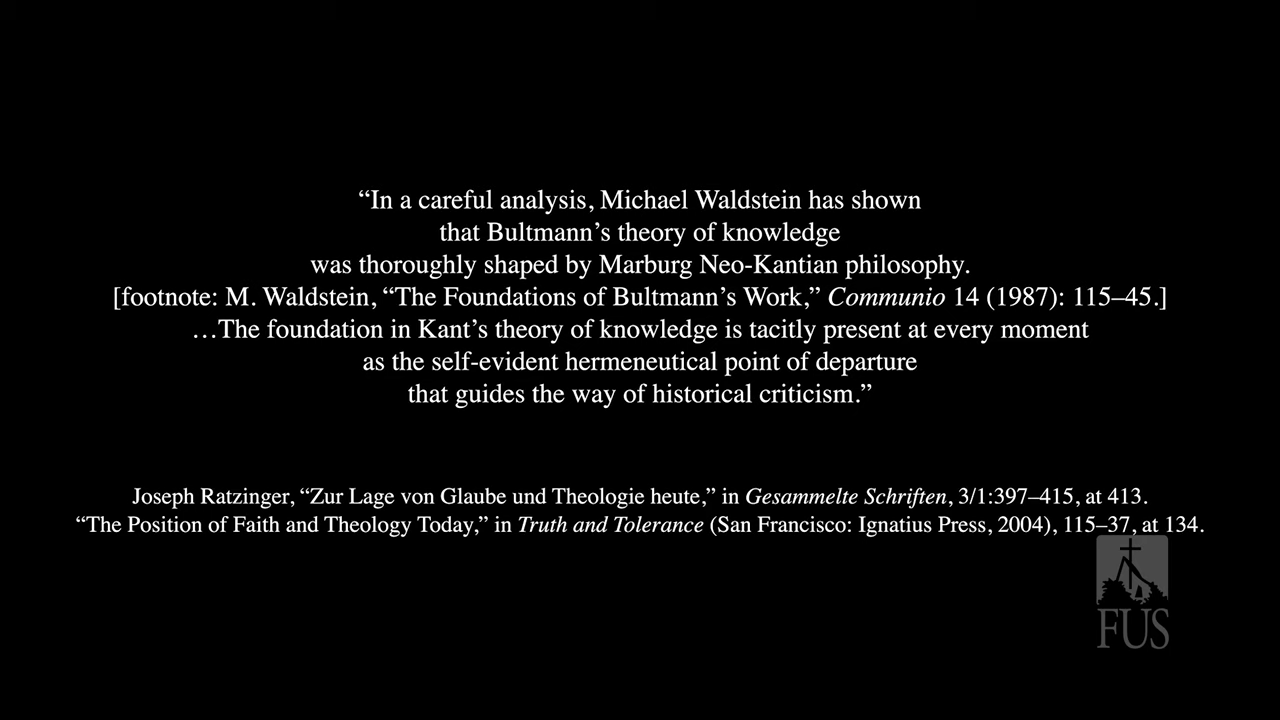 “In a careful analysis, Michael Waldstein has shown
that Bultmann’s theory of knowledge
was thoroughly shaped by Marburg Neo-Kantian philosophy.
[footnote: M. Waldstein, “The Foundations of Bultmann’s Work,” Communio 14 (1987): 115–45.]
…The foundation in Kant’s theory of knowledge is tacitly present at every moment
as the self-evident hermeneutical point of departure
that guides the way of historical criticism.”
Joseph Ratzinger, “Zur Lage von Glaube und Theologie heute,” in Gesammelte Schriften, 3/1:397–415, at 413.
“The Position of Faith and Theology Today,” in Truth and Tolerance (San Francisco: Ignatius Press, 2004), 115–37, at 134.
FUS